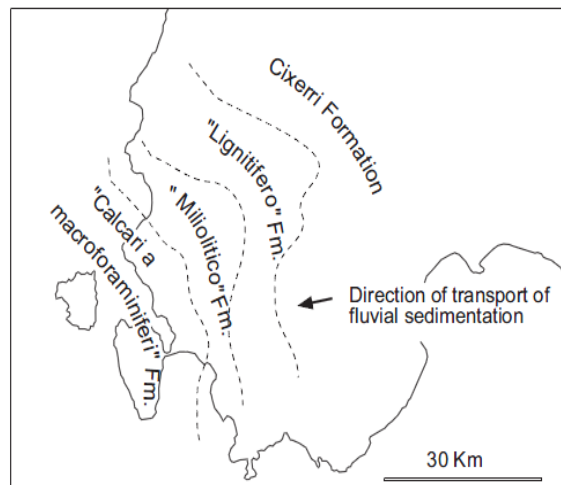 Cixerri Formation
"Lignitifero" Fm.
" Miliolitico"Fm.
"Calcari a
macroforaminiferi" Fm.
Direction of transport of
fluvial sedimentation
30 Km